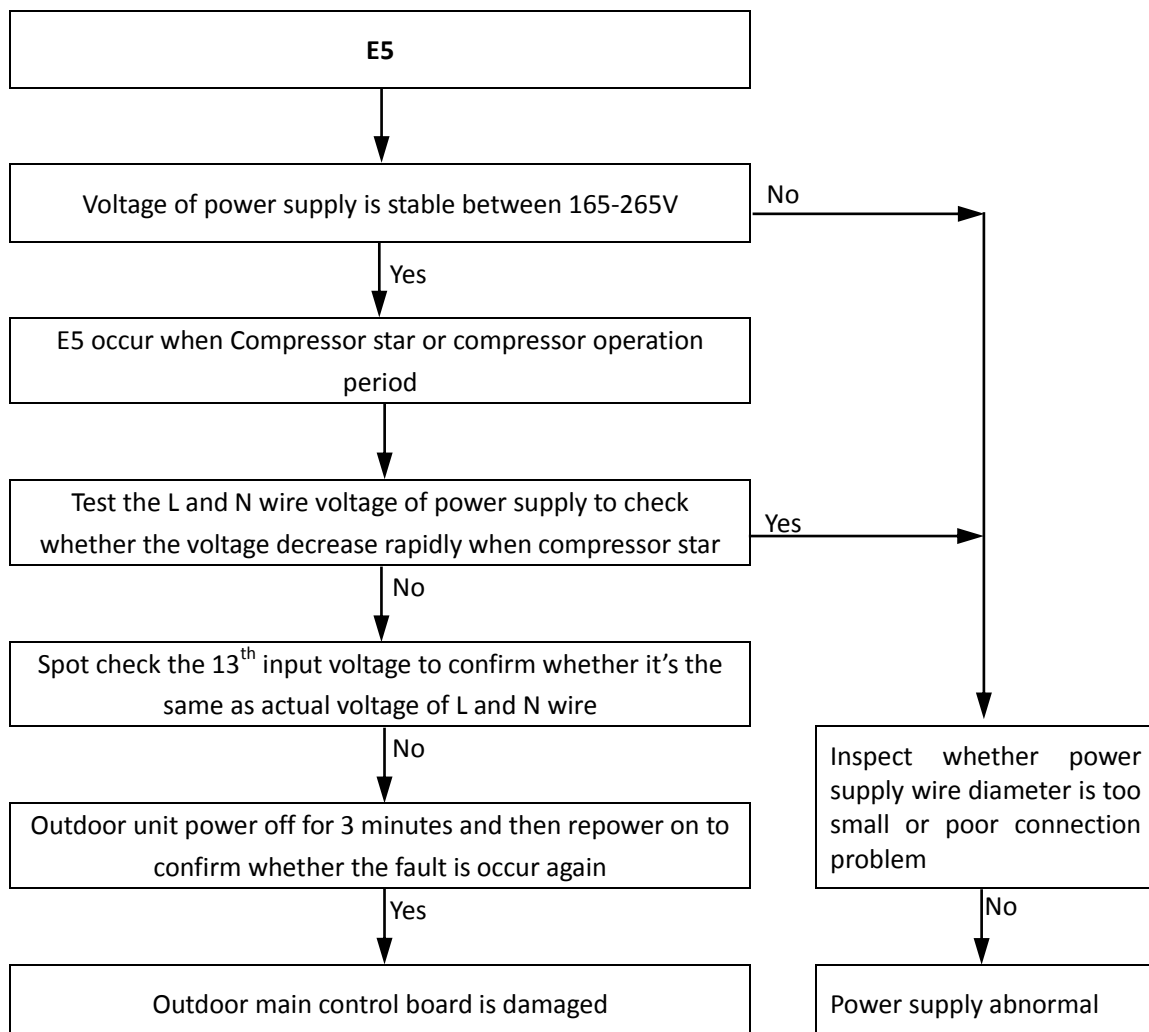 E5
Voltage of power supply is stable between 165-265V
No
Yes
E5 occur when Compressor star or compressor operation
period
Test the L and N wire voltage of power supply to check
whether the voltage decrease rapidly when compressor star
Yes
No
Spot check the 13th input voltage to confirm whether it's the
same as actual voltage of L and N wire
No
Outdoor unit power off for 3 minutes and then repower on to
confirm whether the fault is occur again
Yes
Outdoor main control board is damaged
Inspect whether power
supply wire diameter is too
small or poor connection
problem
No
Power supply abnormal